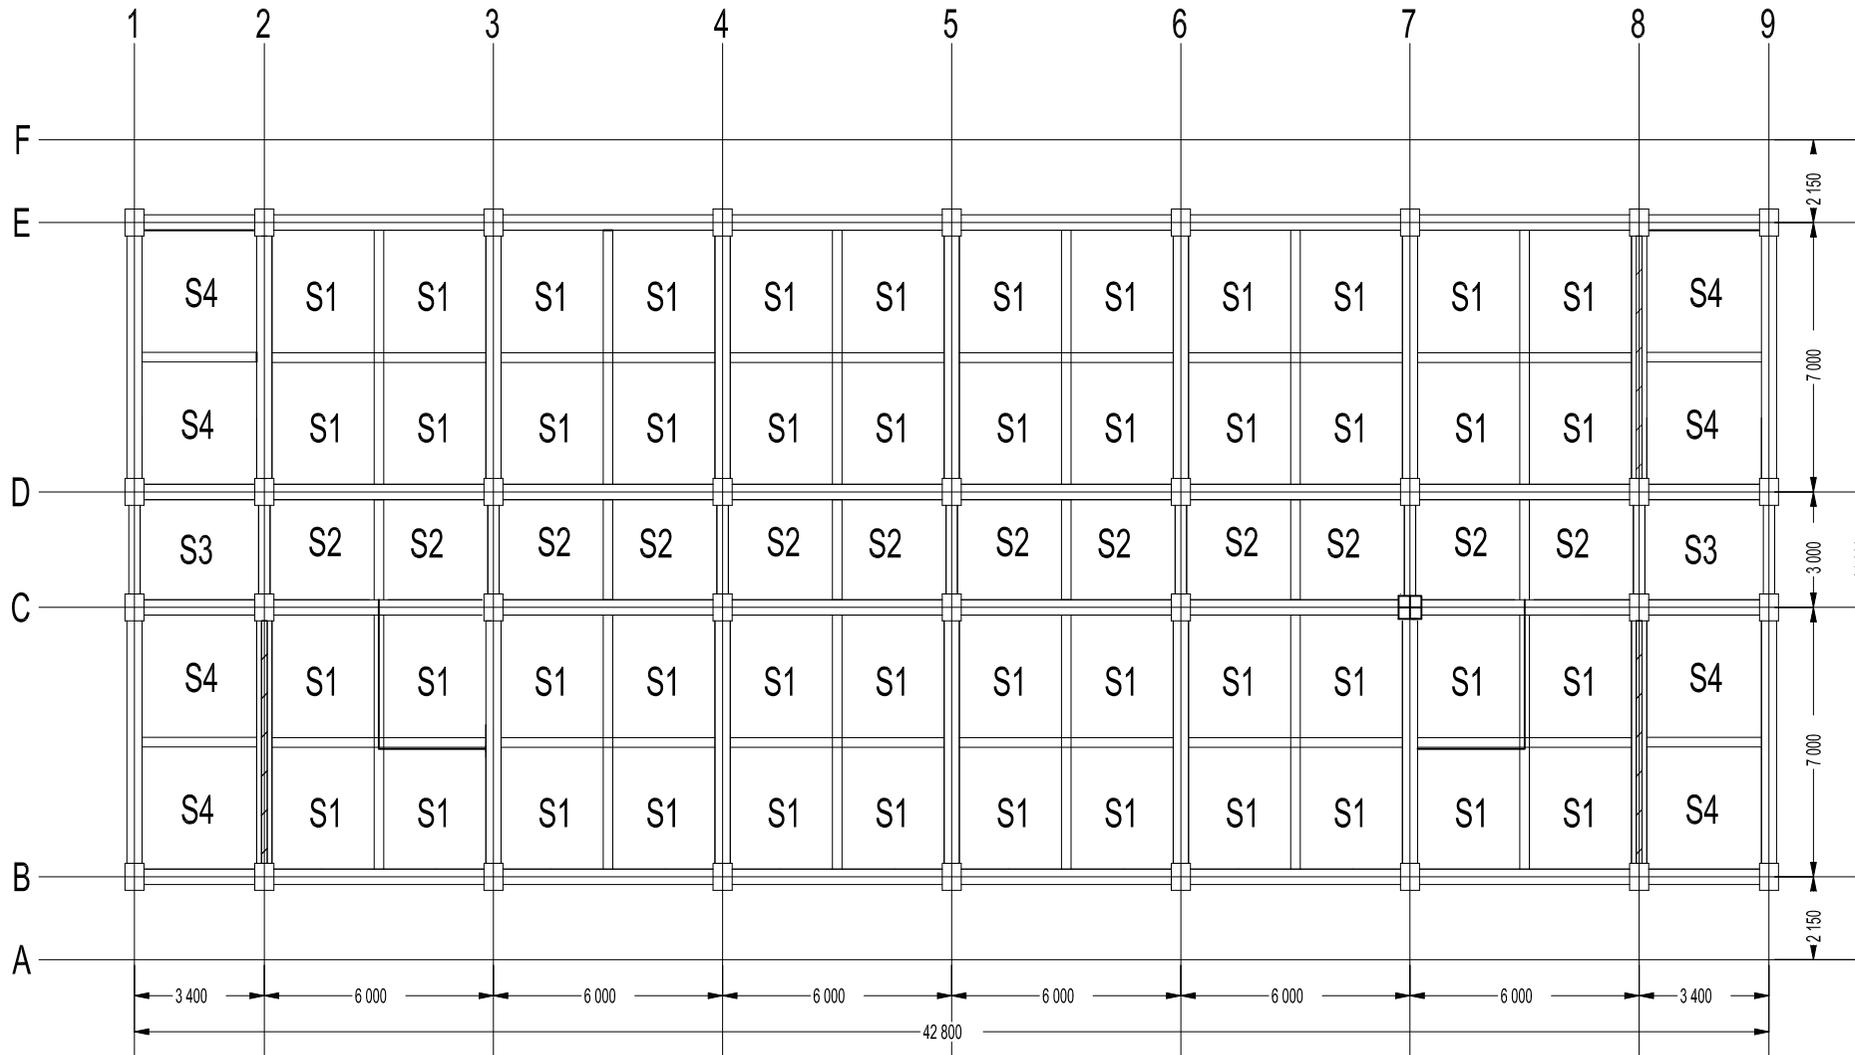 1 2 3 4 5 6 7 8 9
F
2 150
E
S4 S1 S1 S1 S1 S1 S1 S1 S1 S1 S1 S1 S1 S4
7 000
S4 S1 S1 S1 S1 S1 S1 S1 S1 S1 S1 S1 S1 S4
D
S3 S2 S2 S2 S2 S2 S2 S2 S2 S2 S2 S2 S2 S3
3 000
C
S4 S1 S1 S1 S1 S1 S1 S1 S1 S1 S1 S1 S1 S4
7 000
S4 S1 S1 S1 S1 S1 S1 S1 S1 S1 S1 S1 S1 S4
B
2 150
A
3 400 6 000 6 000 6 000 6 000 6 000 6 000 3 400
42 800